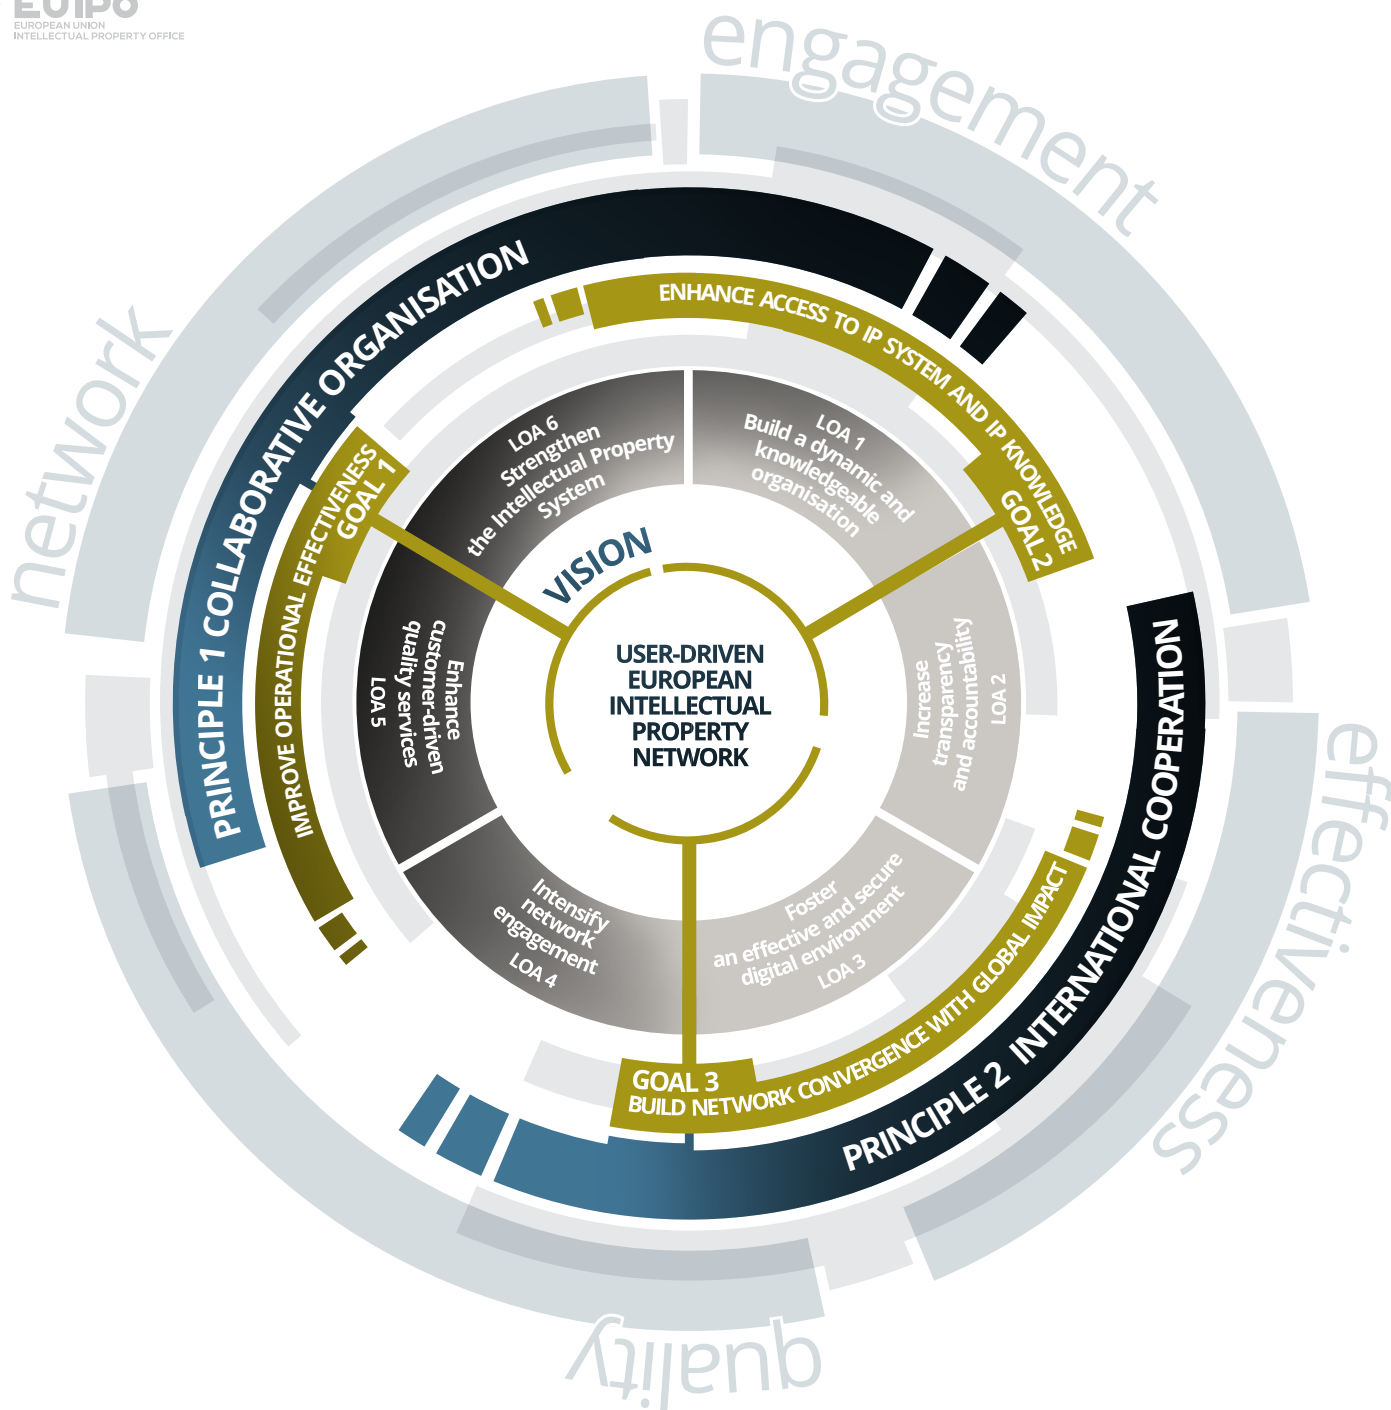 EUIPO
EUROPEAN UNION
INTELLECTUAL PROPERTY OFFICE
engagement
network
effectiveness
quality
PRINCIPLE 1 COLLABORATIVE ORGANISATION
PRINCIPLE 2 INTERNATIONAL COOPERATION
GOAL 1
IMPROVE OPERATIONAL EFFECTIVENESS
ENHANCE ACCESS TO IP SYSTEM AND IP KNOWLEDGE
GOAL 2
GOAL 3
BUILD NETWORK CONVERGENCE WITH GLOBAL IMPACT
LOA 1
Build a dynamic and
knowledgeable
organisation
Increase
transparency
and accountability
LOA 2
Foster
an effective and secure
digital environment
LOA 3
Intensify
network
engagement
LOA 4
Enhance
customer-driven
quality services
LOA 5
LOA 6
Strengthen
the Intellectual Property
System
VISION
USER-DRIVEN
EUROPEAN
INTELLECTUAL
PROPERTY
NETWORK